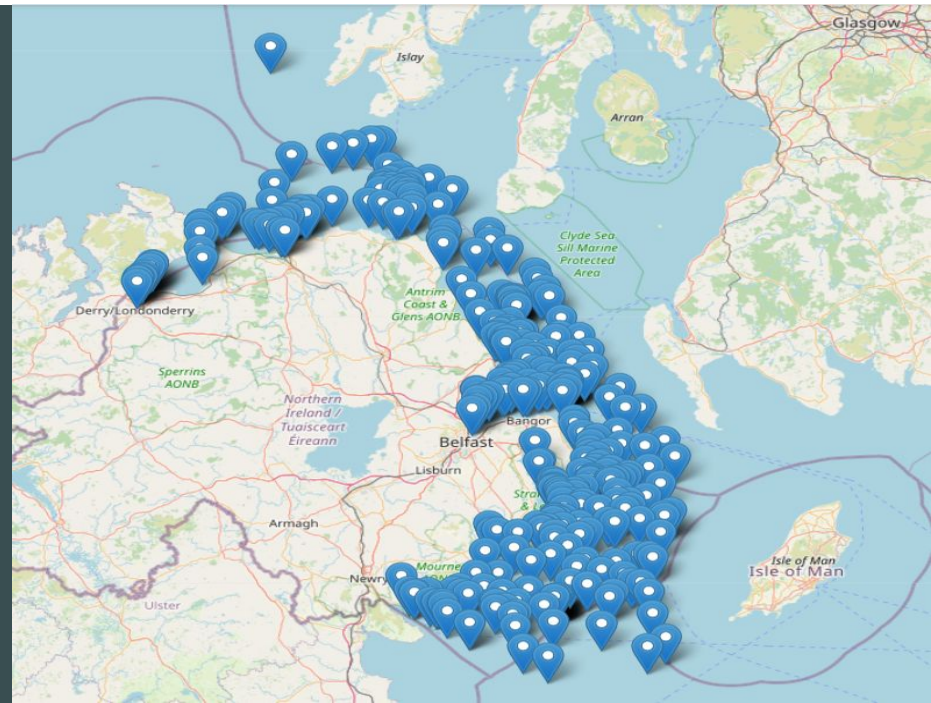 Glasgow
Islay
Arran
Clyde Sea
Sill Marine
Protected
Area
Derry/Londonderry
Antrim
Coast &
Glens AONB
Sperrins
AONB
Northern
Ireland /
Tuaisceart
Éireann
Bangor
Belfast
Lisburn
Armagh
Mourne
Newry
Ulster
Isle of Man
Isle of Man